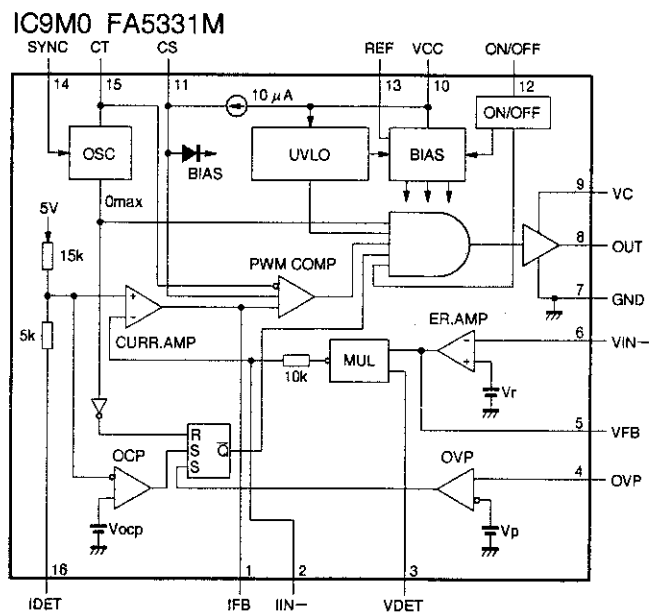 IC9M0 FA5331M
SYNC CT CS REF VCC ON/OFF
14 15 11 13 10 12
10 μA
ON/OFF
OSC
UVLO
BIAS
BIAS
0max
9 VC
5V
8 OUT
15k
PWM COMP
7 GND
ER.AMP
+
−
5k
CURR.AMP
6 VIN−
MUL
−
+
10k
Vr
5 VFB
R
S Q̅
S
OCP
OVP
4 OVP
Vocp
Vp
16 1 2 3
IDET IFB IIN− VDET